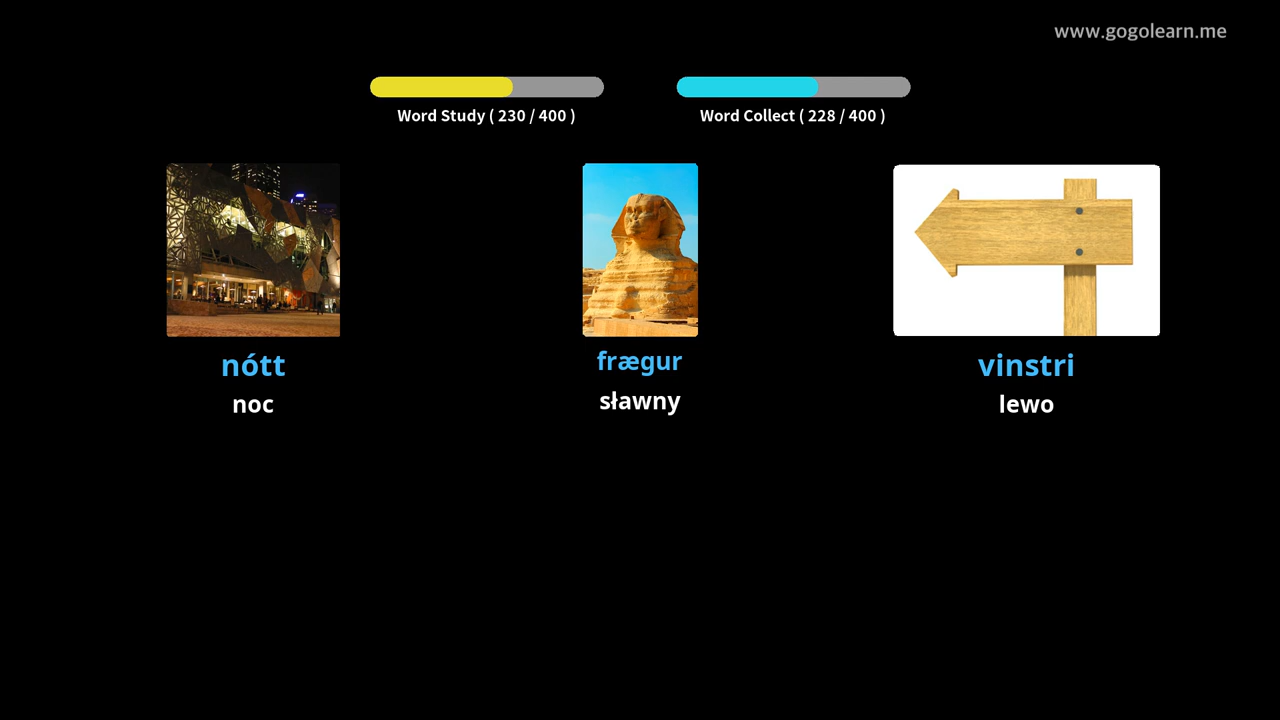 www.gogolearn.me
Word Study ( 230 / 400 )
Word Collect ( 228 / 400 )
nótt
noc
frægur
sławny
vinstri
lewo